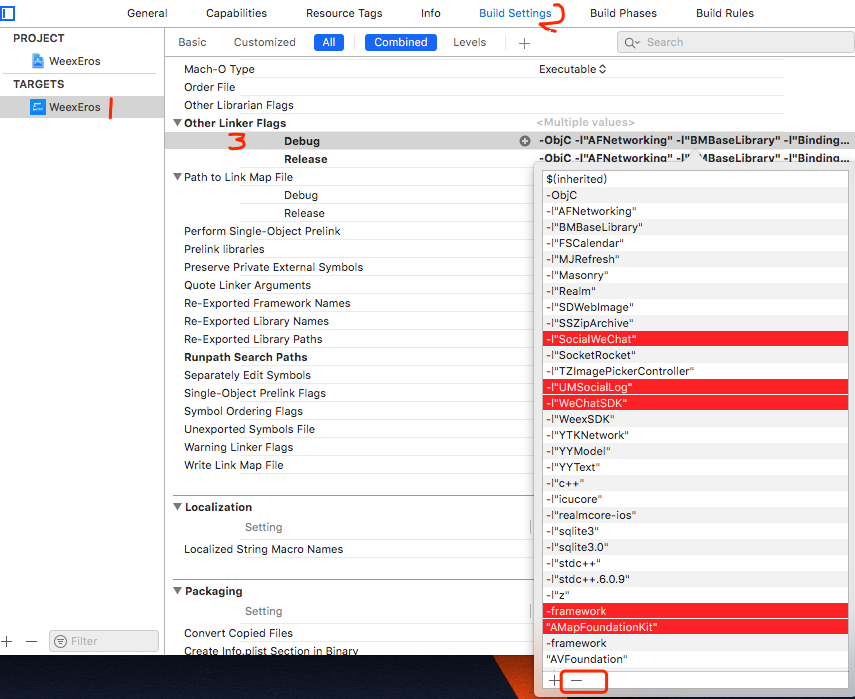 General Capabilities Resource Tags Info Build Settings Build Phases Build Rules
PROJECT
WeexEros
TARGETS
WeexEros
Basic Customized All Combined Levels + Search
Mach-O Type Executable
Order File
Other Librarian Flags
Other Linker Flags <Multiple values>
3 Debug -ObjC -l"AFNetworking" -l"BMBaseLibrary" -l"Binding...
Release -ObjC -l"AFNetworking" -l"BMBaseLibrary" -l"Binding...
Path to Link Map File
Debug
Release
Perform Single-Object Prelink
Prelink libraries
Preserve Private External Symbols
Quote Linker Arguments
Re-Exported Framework Names
Re-Exported Library Names
Re-Exported Library Paths
Runpath Search Paths
Separately Edit Symbols
Single-Object Prelink Flags
Symbol Ordering Flags
Unexported Symbols File
Warning Linker Flags
Write Link Map File
Localization
Setting
Localized String Macro Names
Packaging
Setting
Convert Copied Files
Create Info.plist Section in Binary
$(inherited)
-ObjC
-l"AFNetworking"
-l"BMBaseLibrary"
-l"FSCalendar"
-l"MJRefresh"
-l"Masonry"
-l"Realm"
-l"SDWebImage"
-l"SSZipArchive"
-l"SocialWeChat"
-l"SocketRocket"
-l"TZImagePickerController"
-l"UMSocialLog"
-l"WeChatSDK"
-l"WeexSDK"
-l"YTKNetwork"
-l"YYModel"
-l"YYText"
-l"c++"
-l"icucore"
-l"realmcore-ios"
-l"sqlite3"
-l"sqlite3.0"
-l"stdc++"
-l"stdc++.6.0.9"
-l"z"
-framework
"AMapFoundationKit"
-framework
"AVFoundation"
+ −
+ − Filter